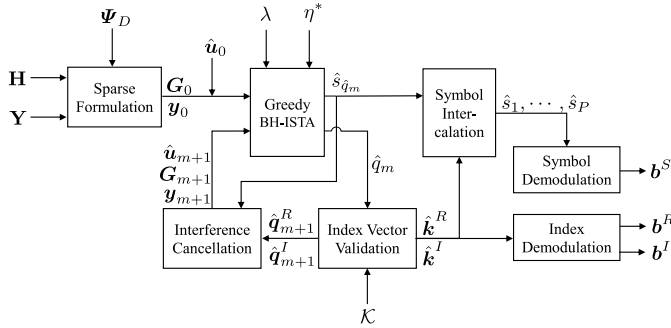 Ψ_D
λ
η*
H
Y
Sparse
Formulation
G_0
y_0
û_0
Greedy
BH-ISTA
ŝ_{q̂_m}
Symbol
Inter-
calation
ŝ_1, ⋯ , ŝ_P
Symbol
Demodulation
b^S
û_{m+1}
G_{m+1}
y_{m+1}
q̂_m
Interference
Cancellation
q̂^R_{m+1}
q̂^I_{m+1}
Index Vector
Validation
k̂^R
k̂^I
Index
Demodulation
b^R
b^I
𝒦